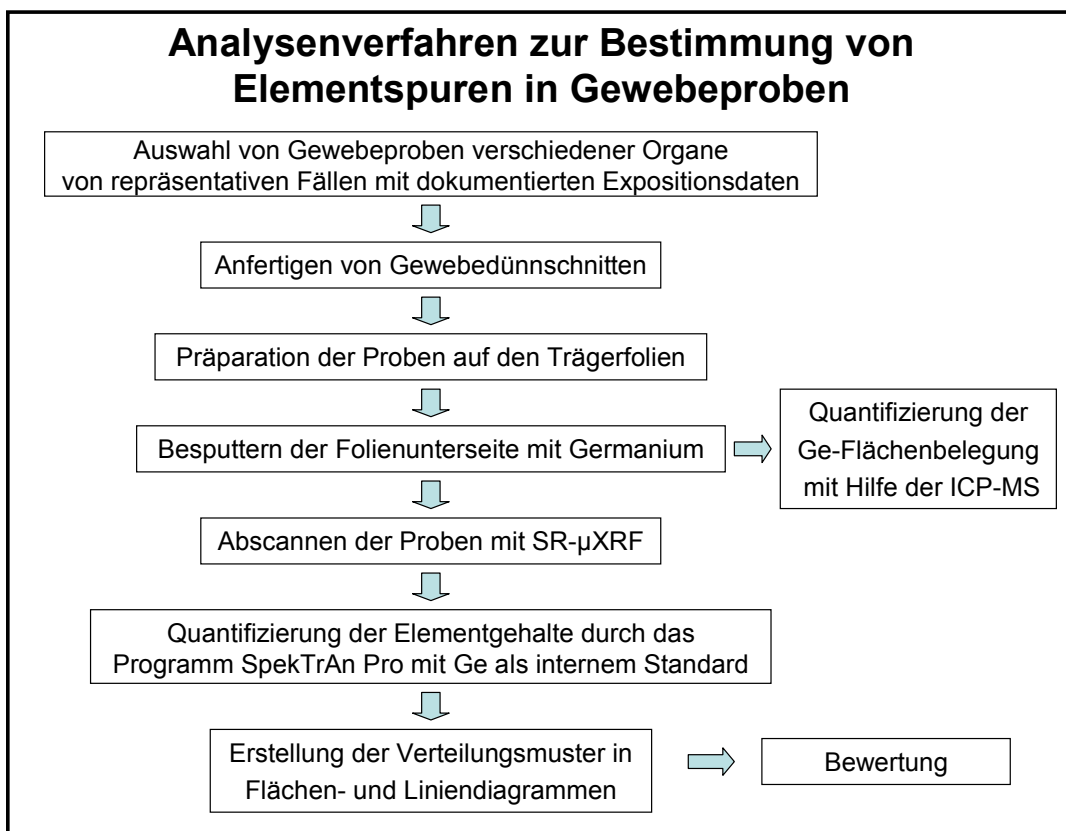 Analysenverfahren zur Bestimmung von
Elementspuren in Gewebeproben
Auswahl von Gewebeproben verschiedener Organe
von repräsentativen Fällen mit dokumentierten Expositionsdaten
Anfertigen von Gewebedünnschnitten
Präparation der Proben auf den Trägerfolien
Besputtern der Folienunterseite mit Germanium
Quantifizierung der
Ge-Flächenbelegung
mit Hilfe der ICP-MS
Abscannen der Proben mit SR-µXRF
Quantifizierung der Elementgehalte durch das
Programm SpekTrAn Pro mit Ge als internem Standard
Erstellung der Verteilungsmuster in
Flächen- und Liniendiagrammen
Bewertung